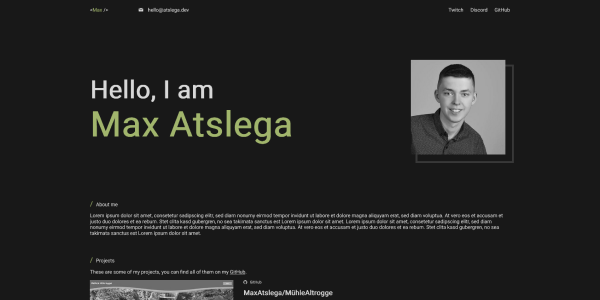 <Max />
hello@atslega.dev
Twitch Discord GitHub
Hello, I am
Max Atslega
/ About me
Lorem ipsum dolor sit amet, consetetur sadipscing elitr, sed diam nonumy eirmod tempor invidunt ut labore et dolore magna aliquyam erat, sed diam voluptua. At vero eos et accusam et
justo duo dolores et ea rebum. Stet clita kasd gubergren, no sea takimata sanctus est Lorem ipsum dolor sit amet. Lorem ipsum dolor sit amet, consetetur sadipscing elitr, sed diam
nonumy eirmod tempor invidunt ut labore et dolore magna aliquyam erat, sed diam voluptua. At vero eos et accusam et justo duo dolores et ea rebum. Stet clita kasd gubergren, no sea
takimata sanctus est Lorem ipsum dolor sit amet.
/ Projects
These are some of my projects, you can find all of them on my GitHub.
GitHub
MaxAtslega/MühleAltrogge